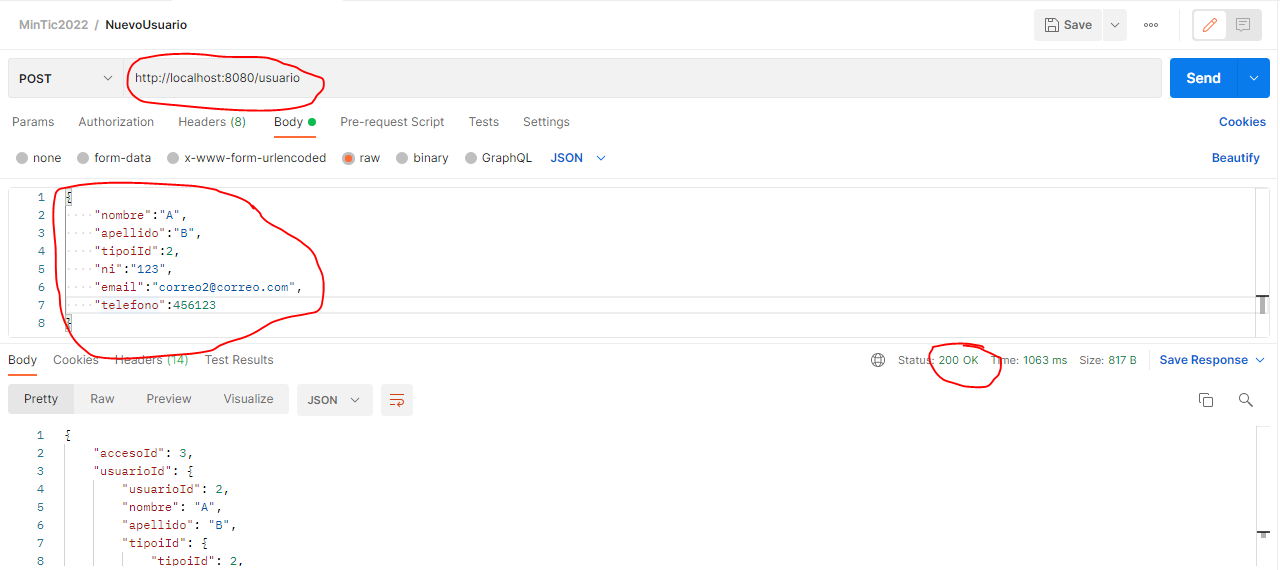 MinTic2022 / NuevoUsuario
Save
POST
http://localhost:8080/usuario
Send
Params Authorization Headers (8) Body Pre-request Script Tests Settings Cookies
none form-data x-www-form-urlencoded raw binary GraphQL JSON Beautify
1 {
2 "nombre":"A",
3 "apellido":"B",
4 "tipoiId":2,
5 "ni":"123",
6 "email":"correo2@correo.com",
7 "telefono":456123
8 }
Body Cookies Headers (14) Test Results Status: 200 OK Time: 1063 ms Size: 817 B Save Response
Pretty Raw Preview Visualize JSON
1 {
2 "accesoId": 3,
3 "usuarioId": {
4 "usuarioId": 2,
5 "nombre": "A",
6 "apellido": "B",
7 "tipoiId": {
8 "tipoiId": 2,